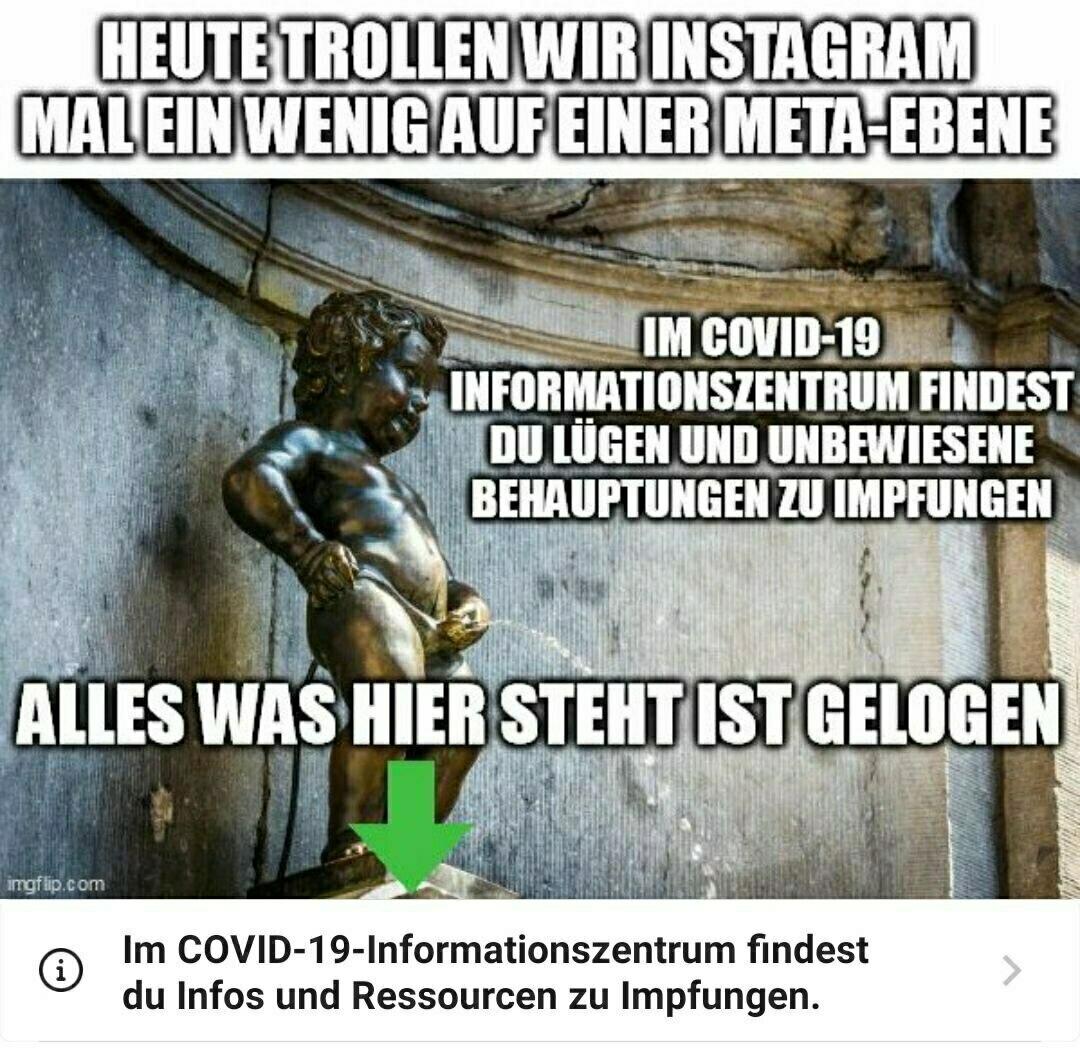 HEUTE TROLLEN WIR INSTAGRAM
MAL EIN WENIG AUF EINER META-EBENE
IM COVID-19
INFORMATIONSZENTRUM FINDEST
DU LÜGEN UND UNBEWIESENE
BEHAUPTUNGEN ZU IMPFUNGEN
ALLES WAS HIER STEHT IST GELOGEN
imgflip.com
Im COVID-19-Informationszentrum findest
du Infos und Ressourcen zu Impfungen.